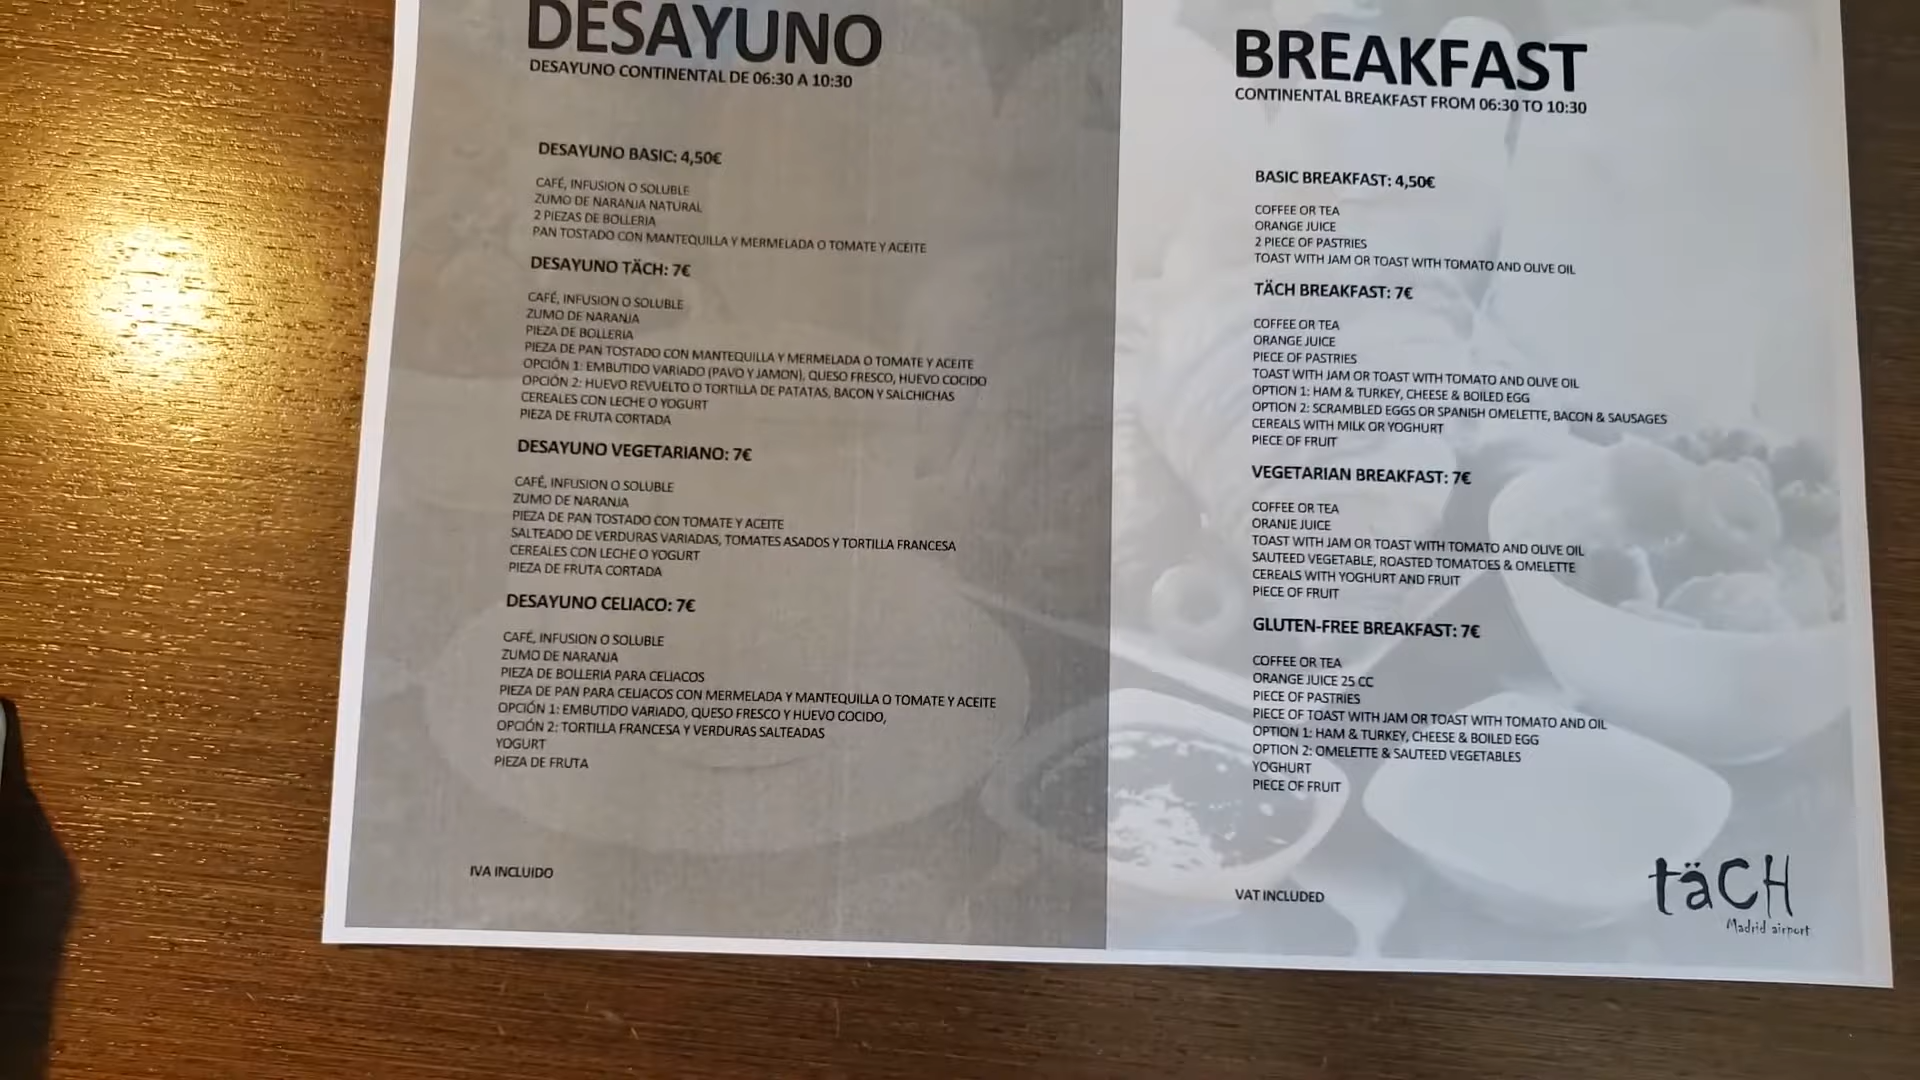 DESAYUNO
DESAYUNO CONTINENTAL DE 06:30 A 10:30
DESAYUNO BASIC: 4,50€
CAFÉ, INFUSION O SOLUBLE
ZUMO DE NARANJA NATURAL
2 PIEZAS DE BOLLERIA
PAN TOSTADO CON MANTEQUILLA Y MERMELADA O TOMATE Y ACEITE
DESAYUNO TÄCH: 7€
CAFÉ, INFUSION O SOLUBLE
ZUMO DE NARANJA
PIEZA DE BOLLERIA
PIEZA DE PAN TOSTADO CON MANTEQUILLA Y MERMELADA O TOMATE Y ACEITE
OPCIÓN 1: EMBUTIDO VARIADO (PAVO Y JAMON), QUESO FRESCO, HUEVO COCIDO
OPCIÓN 2: HUEVO REVUELTO O TORTILLA DE PATATAS, BACON Y SALCHICHAS
CEREALES CON LECHE O YOGURT
PIEZA DE FRUTA CORTADA
DESAYUNO VEGETARIANO: 7€
CAFÉ, INFUSION O SOLUBLE
ZUMO DE NARANJA
PIEZA DE PAN TOSTADO CON TOMATE Y ACEITE
SALTEADO DE VERDURAS VARIADAS, TOMATES ASADOS Y TORTILLA FRANCESA
CEREALES CON LECHE O YOGURT
PIEZA DE FRUTA CORTADA
DESAYUNO CELIACO: 7€
CAFÉ, INFUSION O SOLUBLE
ZUMO DE NARANJA
PIEZA DE BOLLERIA PARA CELIACOS
PIEZA DE PAN PARA CELIACOS CON MERMELADA Y MANTEQUILLA O TOMATE Y ACEITE
OPCIÓN 1: EMBUTIDO VARIADO, QUESO FRESCO Y HUEVO COCIDO,
OPCIÓN 2: TORTILLA FRANCESA Y VERDURAS SALTEADAS
YOGURT
PIEZA DE FRUTA
IVA INCLUIDO
BREAKFAST
CONTINENTAL BREAKFAST FROM 06:30 TO 10:30
BASIC BREAKFAST: 4,50€
COFFEE OR TEA
ORANGE JUICE
2 PIECE OF PASTRIES
TOAST WITH JAM OR TOAST WITH TOMATO AND OLIVE OIL
TÄCH BREAKFAST: 7€
COFFEE OR TEA
ORANGE JUICE
PIECE OF PASTRIES
TOAST WITH JAM OR TOAST WITH TOMATO AND OLIVE OIL
OPTION 1: HAM & TURKEY, CHEESE & BOILED EGG
OPTION 2: SCRAMBLED EGGS OR SPANISH OMELETTE, BACON & SAUSAGES
CEREALS WITH MILK OR YOGHURT
PIECE OF FRUIT
VEGETARIAN BREAKFAST: 7€
COFFEE OR TEA
ORANJE JUICE
TOAST WITH JAM OR TOAST WITH TOMATO AND OLIVE OIL
SAUTEED VEGETABLE, ROASTED TOMATOES & OMELETTE
CEREALS WITH YOGHURT AND FRUIT
PIECE OF FRUIT
GLUTEN-FREE BREAKFAST: 7€
COFFEE OR TEA
ORANGE JUICE 25 CC
PIECE OF PASTRIES
PIECE OF TOAST WITH JAM OR TOAST WITH TOMATO AND OIL
OPTION 1: HAM & TURKEY, CHEESE & BOILED EGG
OPTION 2: OMELETTE & SAUTEED VEGETABLES
YOGHURT
PIECE OF FRUIT
VAT INCLUDED
täCH
Madrid airport